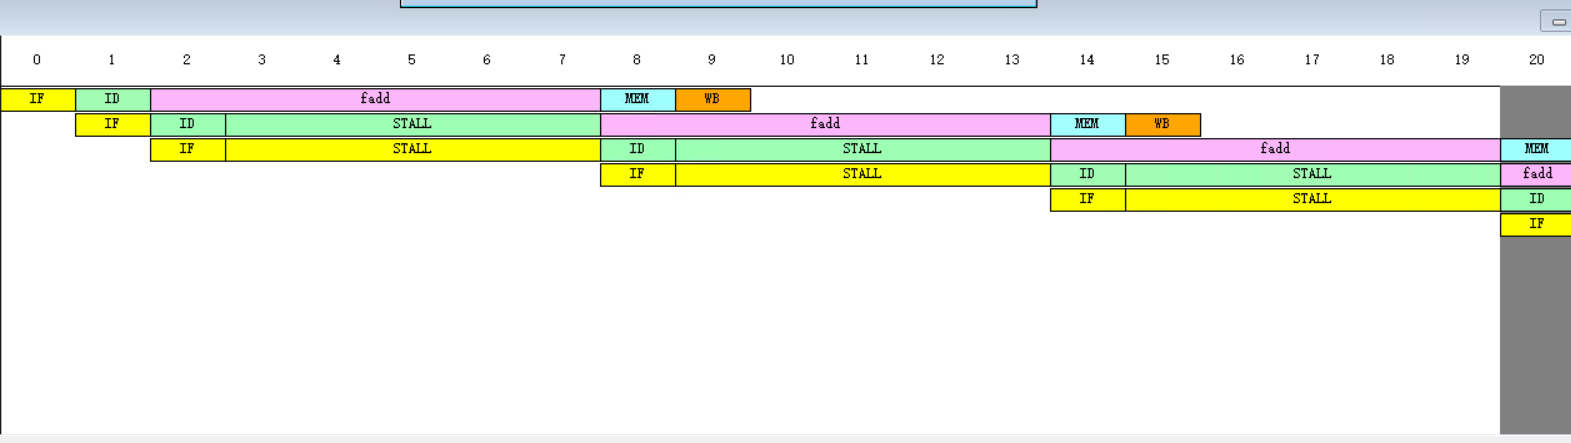 0 1 2 3 4 5 6 7 8 9 10 11 12 13 14 15 16 17 18 19 20
IF ID fadd MEM WB
IF ID STALL fadd MEM WB
IF STALL ID STALL fadd MEM
IF STALL ID STALL fadd
IF STALL ID
IF